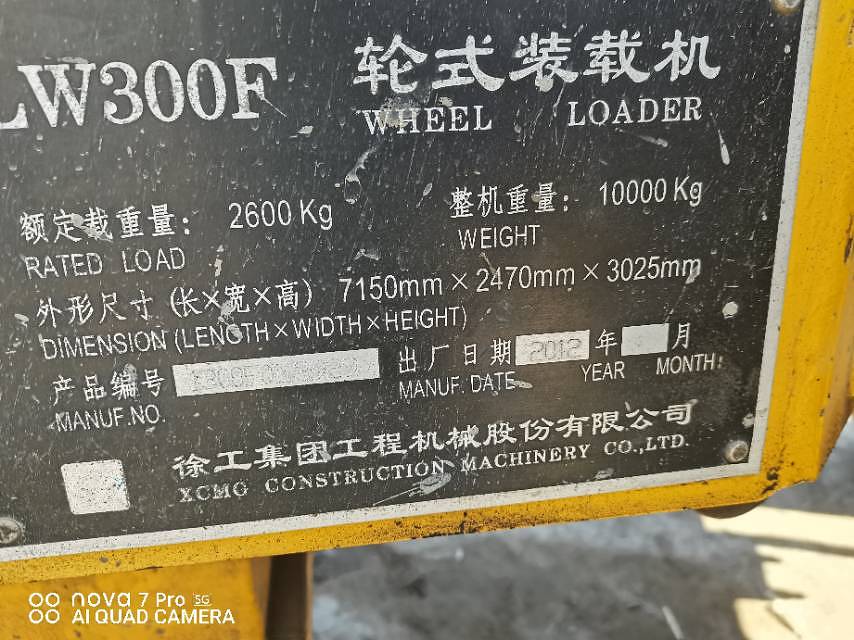 LW300F 轮式装载机
WHEEL LOADER
额定载重量: 2600 Kg 整机重量: 10000 Kg
RATED LOAD WEIGHT
外形尺寸 (长×宽×高) 7150mm × 2470mm × 3025mm
DIMENSION (LENGTH×WIDTH×HEIGHT)
产品编号 出厂日期 2012 年 月
MANUF.NO. MANUF. DATE YEAR MONTH:
徐工集团工程机械股份有限公司
XCMG CONSTRUCTION MACHINERY CO.,LTD.
nova 7 Pro 5G
AI QUAD CAMERA